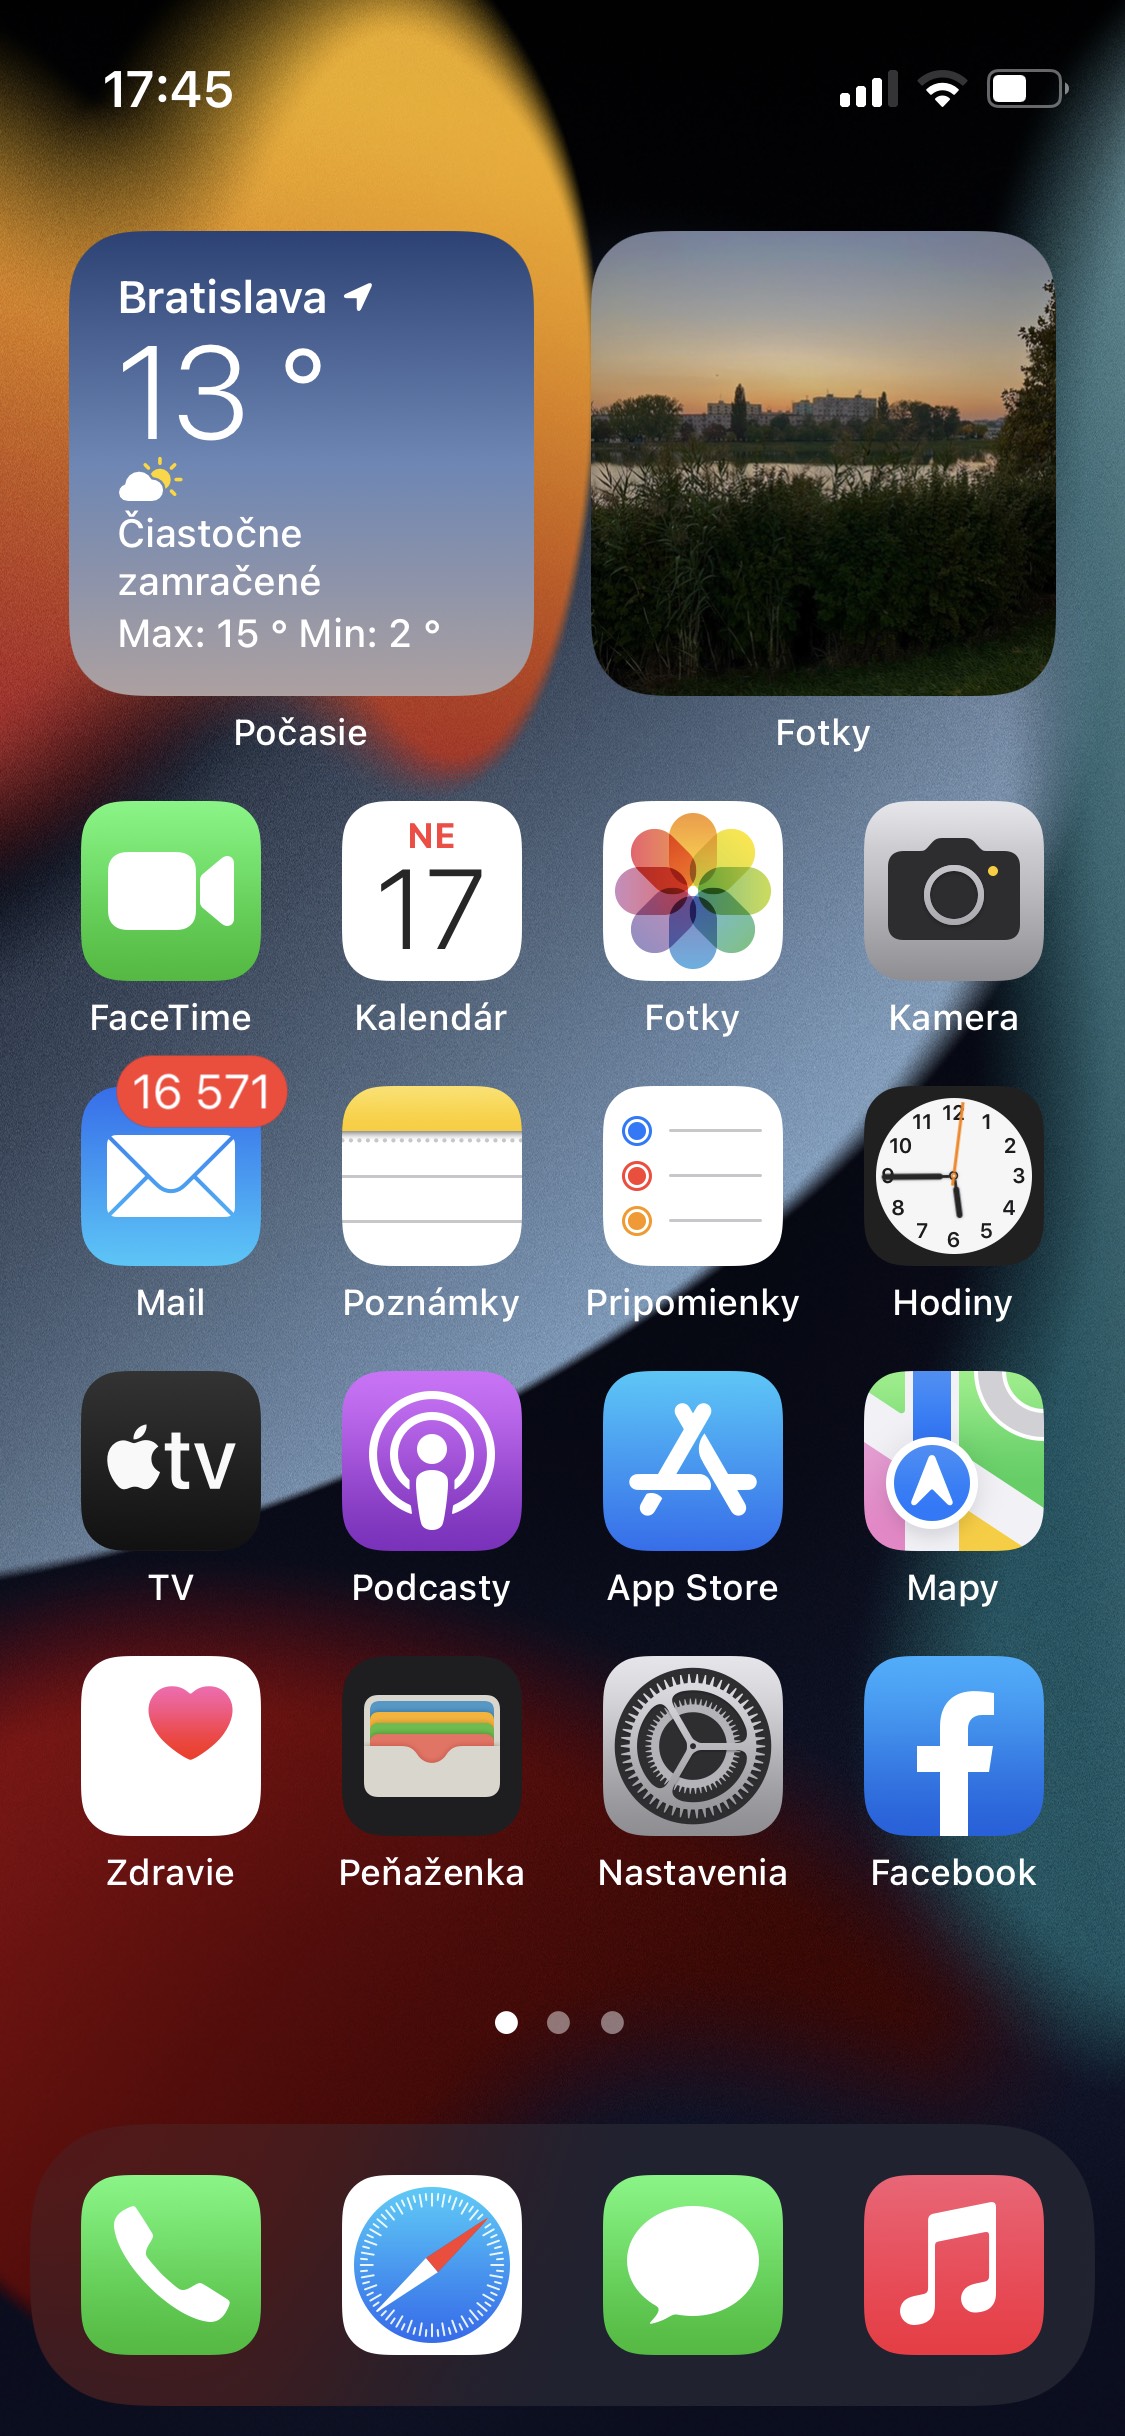 17:45
Bratislava
13 °
Čiastočne
zamračené
Max: 15 ° Min: 2 °
Počasie
Fotky
NE
17
FaceTime
Kalendár
Fotky
Kamera
16 571
12
1
2
3
4
5
6
7
8
9
10
11
Mail
Poznámky
Pripomienky
Hodiny
tv
TV
Podcasty
App Store
Mapy
Zdravie
Peňaženka
Nastavenia
f
Facebook